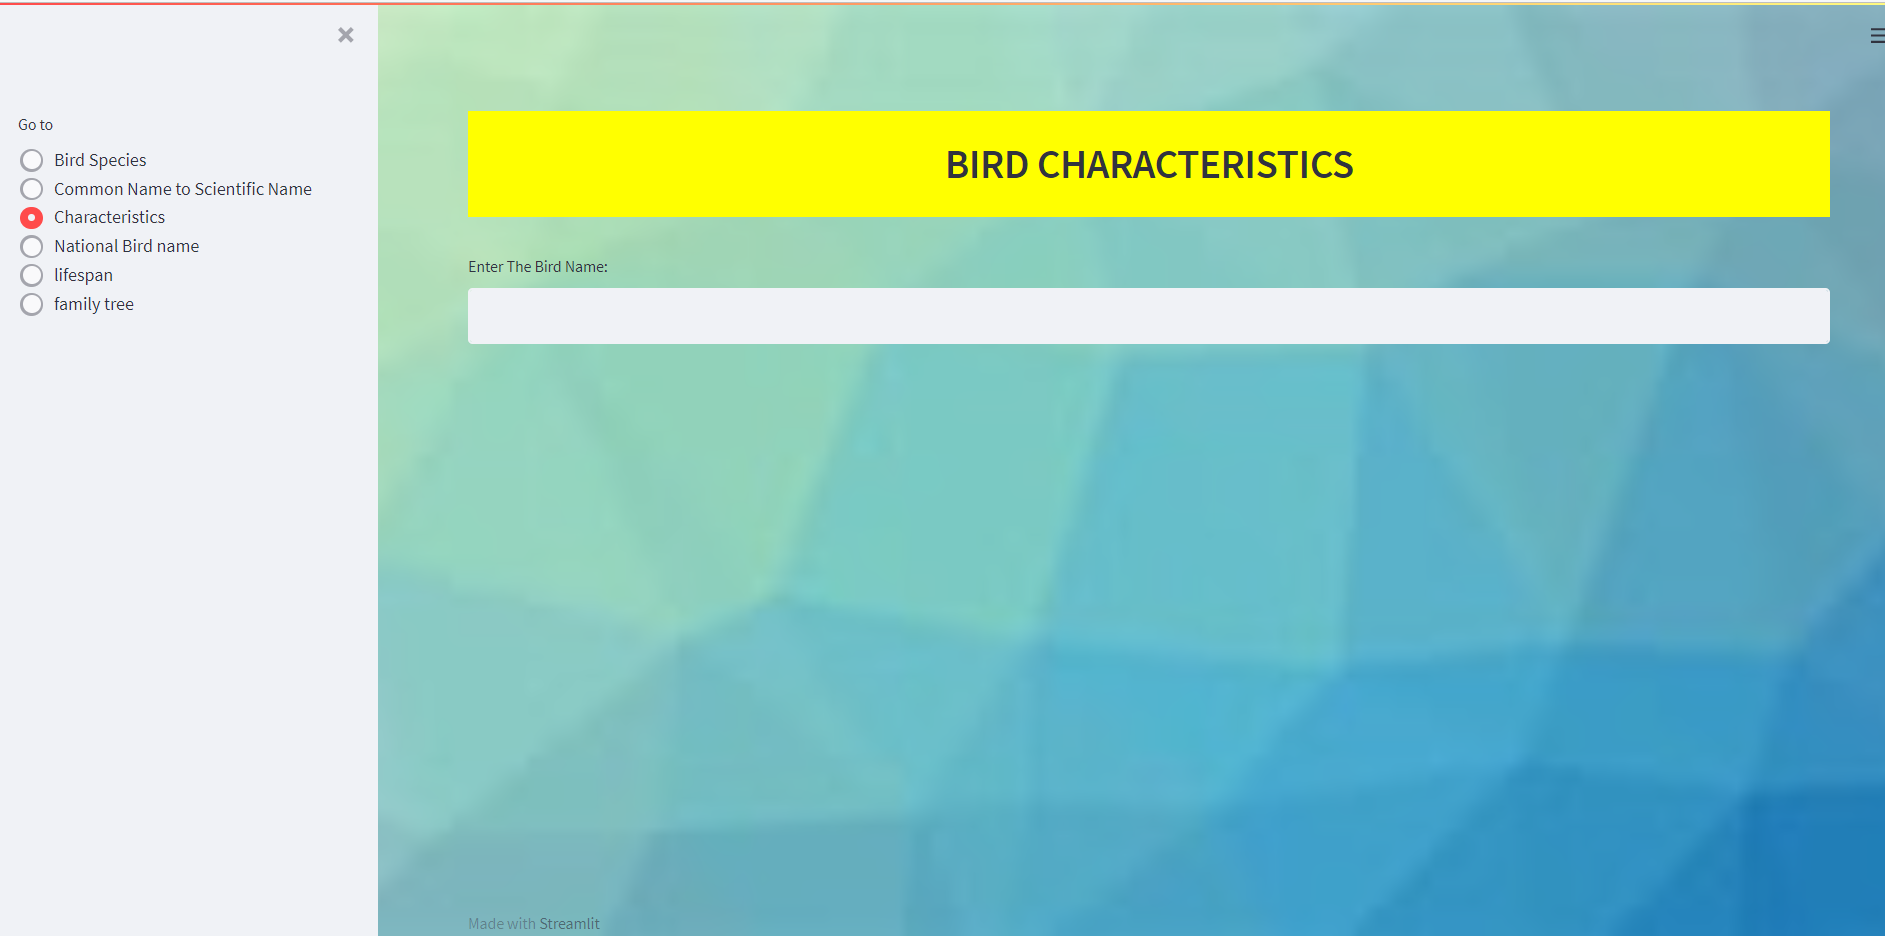 Go to
Bird Species
Common Name to Scientific Name
Characteristics
National Bird name
lifespan
family tree
BIRD CHARACTERISTICS
Enter The Bird Name:
Made with Streamlit